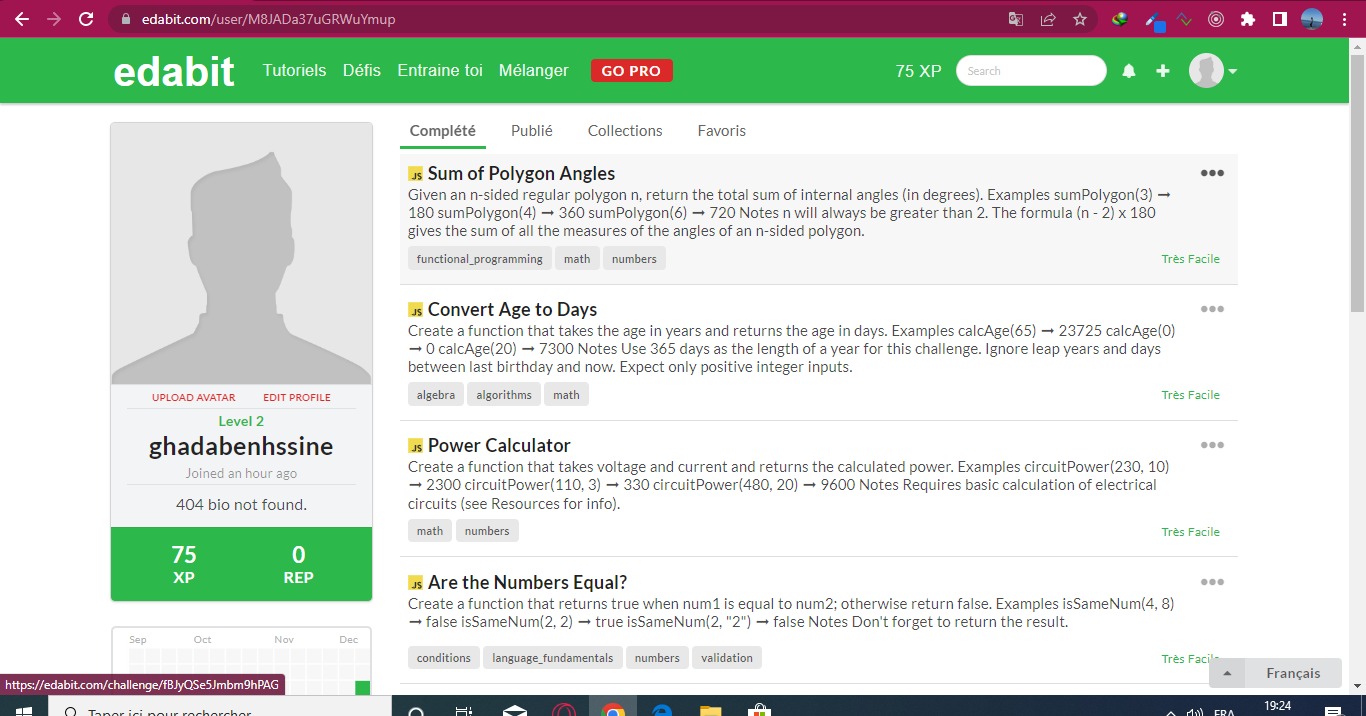 edabit.com/user/M8JADa37uGRWuYmup
edabit Tutoriels Défis Entraine toi Mélanger GO PRO 75 XP Search
Complété Publié Collections Favoris
JS Sum of Polygon Angles
Given an n-sided regular polygon n, return the total sum of internal angles (in degrees). Examples sumPolygon(3) ➞
180 sumPolygon(4) ➞ 360 sumPolygon(6) ➞ 720 Notes n will always be greater than 2. The formula (n - 2) x 180
gives the sum of all the measures of the angles of an n-sided polygon.
functional_programming math numbers Très Facile
JS Convert Age to Days
Create a function that takes the age in years and returns the age in days. Examples calcAge(65) ➞ 23725 calcAge(0)
➞ 0 calcAge(20) ➞ 7300 Notes Use 365 days as the length of a year for this challenge. Ignore leap years and days
between last birthday and now. Expect only positive integer inputs.
algebra algorithms math Très Facile
JS Power Calculator
Create a function that takes voltage and current and returns the calculated power. Examples circuitPower(230, 10)
➞ 2300 circuitPower(110, 3) ➞ 330 circuitPower(480, 20) ➞ 9600 Notes Requires basic calculation of electrical
circuits (see Resources for info).
math numbers Très Facile
JS Are the Numbers Equal?
Create a function that returns true when num1 is equal to num2; otherwise return false. Examples isSameNum(4, 8)
➞ false isSameNum(2, 2) ➞ true isSameNum(2, "2") ➞ false Notes Don't forget to return the result.
conditions language_fundamentals numbers validation Très Facile
UPLOAD AVATAR EDIT PROFILE
Level 2
ghadabenhssine
Joined an hour ago
404 bio not found.
75 0
XP REP
Sep Oct Nov Dec
https://edabit.com/challenge/fBJyQSe5Jmbm9hPAG
Français
Taper ici pour rechercher
FRA
19:24